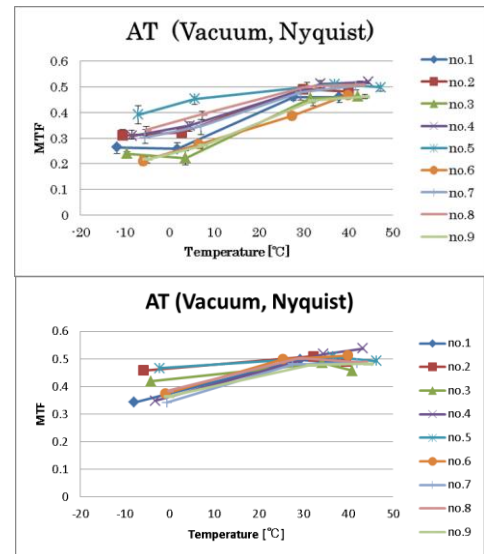 AT (Vacuum, Nyquist)
0.6
0.5
0.4
0.3
0.2
0.1
0
MTF
-20
-10
0
10
20
30
40
50
Temperature [℃]
no.1
no.2
no.3
no.4
no.5
no.6
no.7
no.8
no.9
AT (Vacuum, Nyquist)
0.6
0.5
0.4
0.3
0.2
0.1
0
MTF
-20
-10
0
10
20
30
40
50
Temperature [℃]
no.1
no.2
no.3
no.4
no.5
no.6
no.7
no.8
no.9